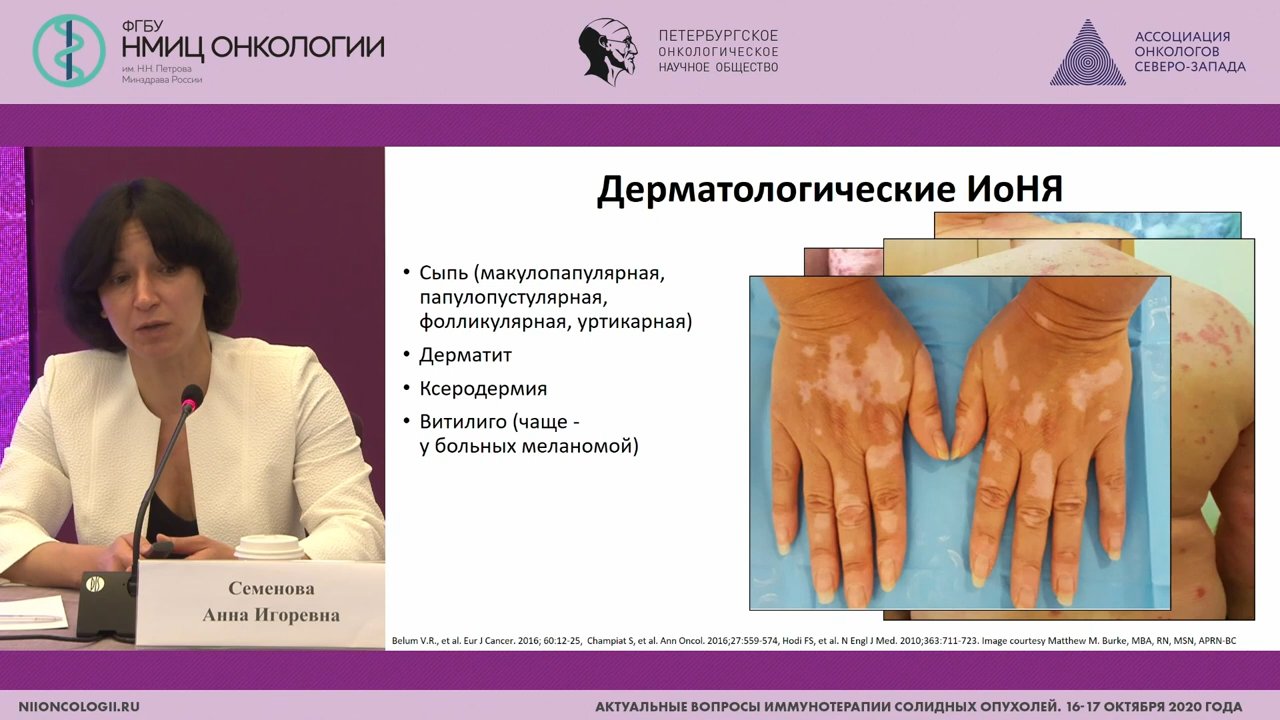 ФГБУ
НМИЦ ОНКОЛОГИИ
им. Н.Н. Петрова
Минздрава России
ПЕТЕРБУРГСКОЕ
ОНКОЛОГИЧЕСКОЕ
НАУЧНОЕ ОБЩЕСТВО
АССОЦИАЦИЯ
ОНКОЛОГОВ
СЕВЕРО-ЗАПАДА
Дерматологические ИоНЯ
• Сыпь (макулопапулярная,
папулопустулярная,
фолликулярная, уртикарная)
• Дерматит
• Ксеродермия
• Витилиго (чаще -
у больных меланомой)
Семенова
Анна Игоревна
Belum V.R., et al. Eur J Cancer. 2016; 60:12-25, Champiat S, et al. Ann Oncol. 2016;27:559-574, Hodi FS, et al. N Engl J Med. 2010;363:711-723. Image courtesy Matthew M. Burke, MBA, RN, MSN, APRN-BC
NIIONCOLOGII.RU
АКТУАЛЬНЫЕ ВОПРОСЫ ИММУНОТЕРАПИИ СОЛИДНЫХ ОПУХОЛЕЙ. 16-17 ОКТЯБРЯ 2020 ГОДА